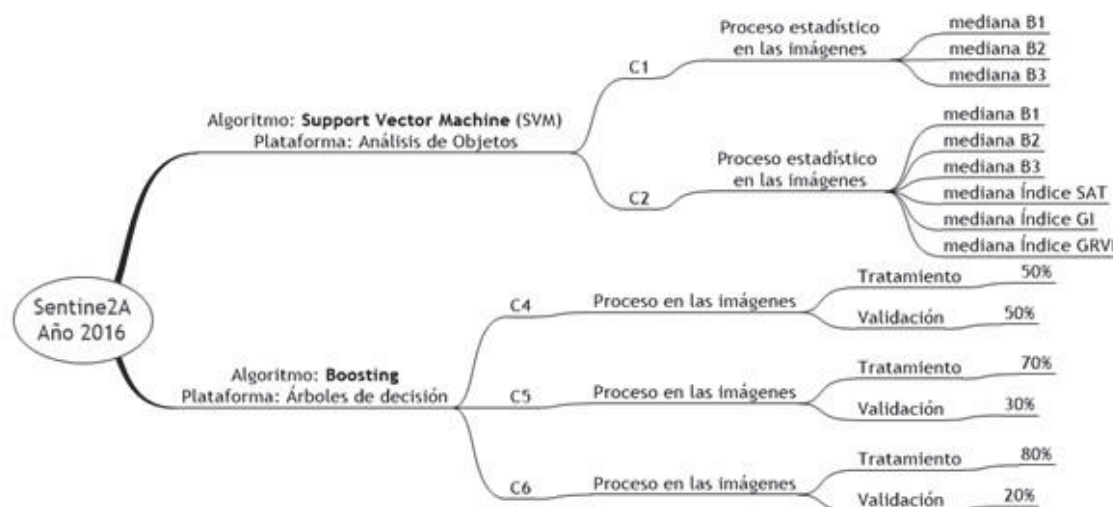 Sentine2A
Año 2016
Algoritmo: Support Vector Machine (SVM)
Plataforma: Análisis de Objetos
C1
Proceso estadístico
en las imágenes
mediana B1
mediana B2
mediana B3
C2
Proceso estadístico
en las imágenes
mediana B1
mediana B2
mediana B3
mediana Índice SAT
mediana Índice GI
mediana Índice GRVI
Algoritmo: Boosting
Plataforma: Árboles de decisión
C4
Proceso en las imágenes
Tratamiento
50%
Validación
50%
C5
Proceso en las imágenes
Tratamiento
70%
Validación
30%
C6
Proceso en las imágenes
Tratamiento
80%
Validación
20%